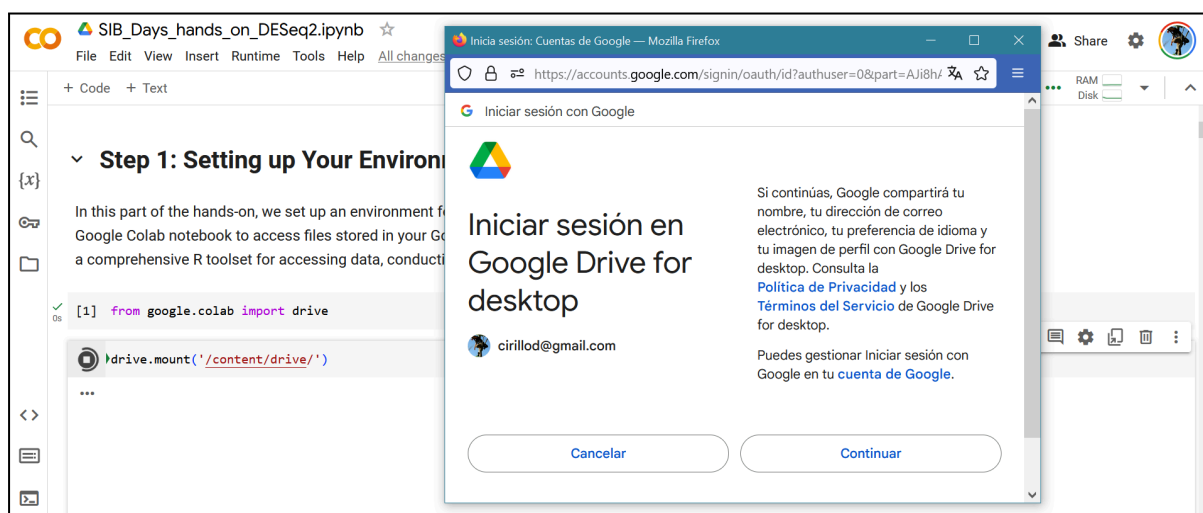 SIB_Days_hands_on_DESeq2.ipynb
File Edit View Insert Runtime Tools Help All changes
Share
+ Code + Text
RAM
Disk
Step 1: Setting up Your
In this part of the hands-on, we set up an environment
Google Colab notebook to access files stored in your
a comprehensive R toolset for accessing data,
{x}
0s
[1] from google.colab import drive
drive.mount('/content/drive/')
Inicia sesión: Cuentas de Google — Mozilla Firefox
https://accounts.google.com/signin/oauth/id?authuser=0&part=AJi8h
G Iniciar sesión con Google
Iniciar sesión en
Google Drive for
desktop
cirillod@gmail.com
Si continúas, Google compartirá tu
nombre, tu dirección de correo
electrónico, tu preferencia de idioma y
tu imagen de perfil con Google Drive for
desktop. Consulta la
Política de Privacidad y los
Términos del Servicio de Google Drive
for desktop.
Puedes gestionar Iniciar sesión con
Google en tu cuenta de Google.
Cancelar
Continuar